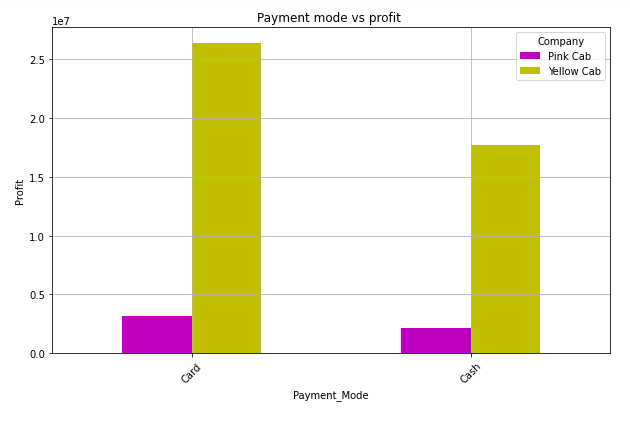 Payment mode vs profit
1e7
Company
Pink Cab
Yellow Cab
2.5
2.0
1.5
1.0
0.5
0.0
Profit
Card
Cash
Payment_Mode